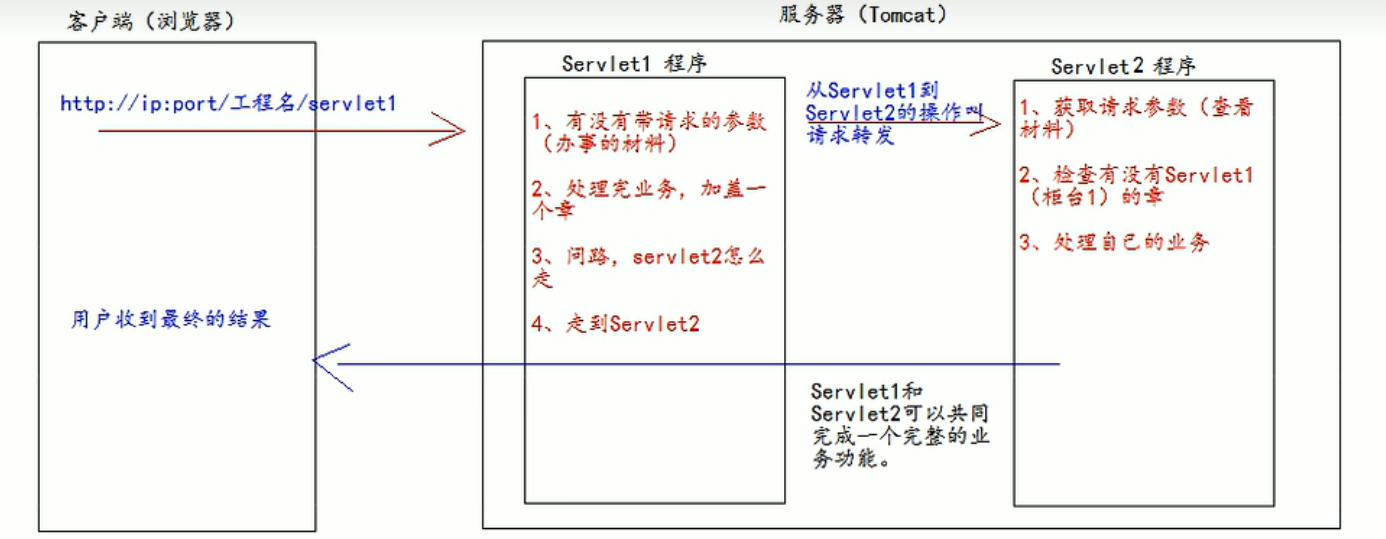 客户端（浏览器）
服务器（Tomcat）
http://ip:port/工程名/servlet1
用户收到最终的结果
Servlet1 程序
1、有没有带请求的参数
（办事的材料）
2、处理完业务，加盖一
个章
3、问路，servlet2怎么
走
4、走到Servlet2
从Servlet1到
Servlet2的操作叫
请求转发
Servlet2 程序
1、获取请求参数（查看
材料）
2、检查有没有Servlet1
（柜台1）的章
3、处理自己的业务
Servlet1和
Servlet2可以共同
完成一个完整的业
务功能。